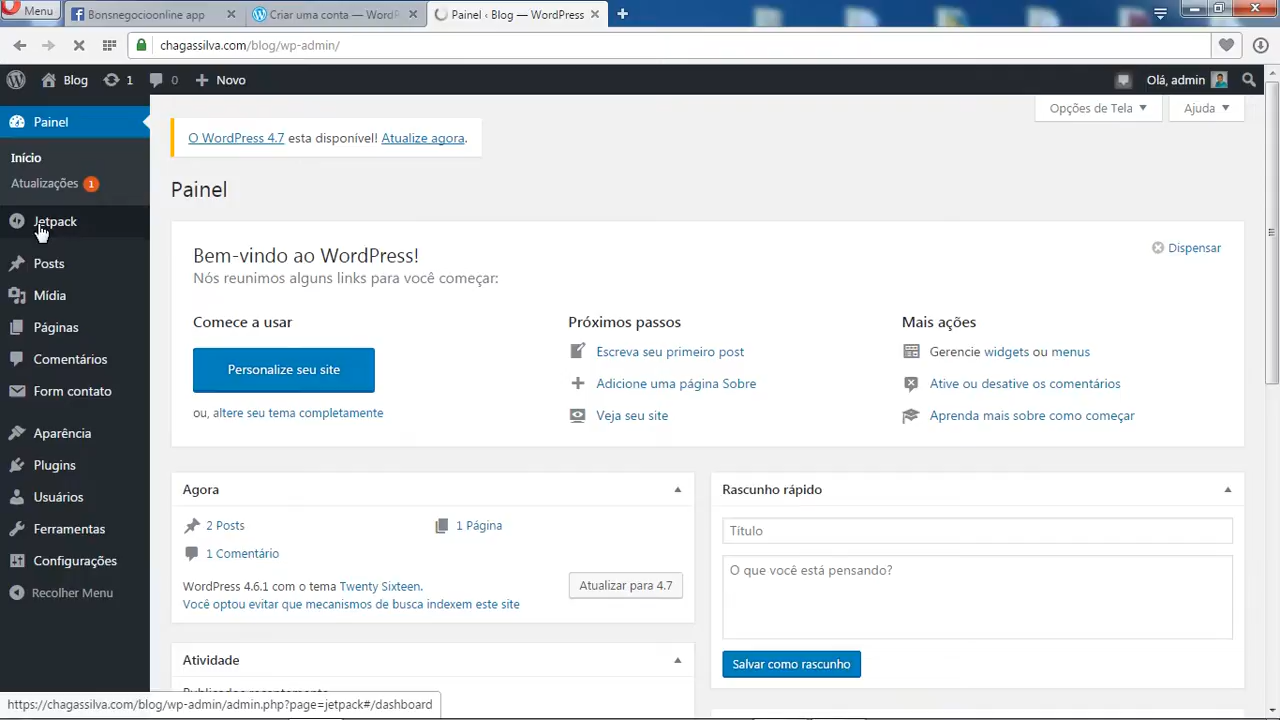 Menu
Bonsnegocioonline app
Criar uma conta — WordPr
Painel ‹ Blog — WordPress
chagassilva.com/blog/wp-admin/
Blog
1
0
Novo
Olá, admin
Painel
Início
Atualizações 1
Jetpack
Posts
Mídia
Páginas
Comentários
Form contato
Aparência
Plugins
Usuários
Ferramentas
Configurações
Recolher Menu
Opções de Tela
Ajuda
O WordPress 4.7 esta disponível! Atualize agora.
Painel
Bem-vindo ao WordPress!
Dispensar
Nós reunimos alguns links para você começar:
Comece a usar
Personalize seu site
ou, altere seu tema completamente
Próximos passos
Escreva seu primeiro post
Adicione uma página Sobre
Veja seu site
Mais ações
Gerencie widgets ou menus
Ative ou desative os comentários
Aprenda mais sobre como começar
Agora
2 Posts
1 Página
1 Comentário
WordPress 4.6.1 com o tema Twenty Sixteen.
Atualizar para 4.7
Você optou evitar que mecanismos de busca indexem este site
Atividade
Publicados recentemente
Rascunho rápido
Título
O que você está pensando?
Salvar como rascunho
https://chagassilva.com/blog/wp-admin/admin.php?page=jetpack#/dashboard